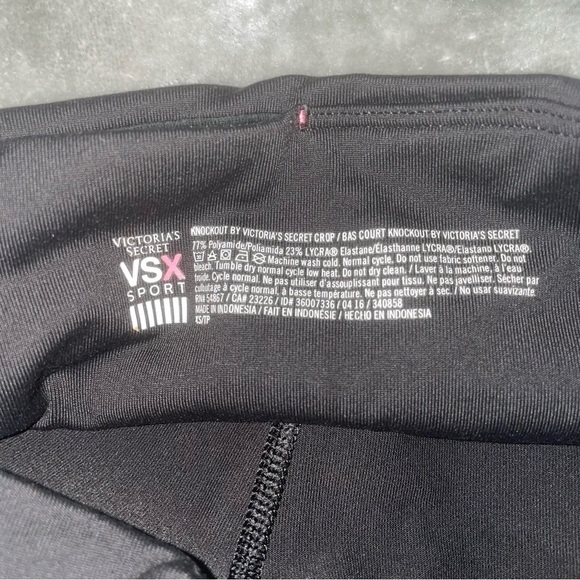 VICTORIA'S
SECRET
VSX
SPORT
KNOCKOUT BY VICTORIA'S SECRET CROP / BAS COURT KNOCKOUT BY VICTORIA'S SECRET
77% Polyamide/Poliamida 23% LYCRA® Elastane/Elasthanne LYCRA®/Elastano LYCRA®.
Machine wash cold. Normal cycle. Do not use fabric softener. Do not
bleach. Tumble dry normal cycle low heat. Do not dry clean. / Laver à la machine, à l'eau
froide. Cycle normal. Ne pas utiliser d'assouplissant pour tissu. Ne pas javelliser. Sécher par
culbutage à cycle normal, à basse température. Ne pas nettoyer à sec. / No usar suavizante
RN# 54867 / CA# 23226 / ID# 36007336 / 04 16 / 340858
MADE IN INDONESIA / FAIT EN INDONÉSIE / HECHO EN INDONESIA
XS/TP